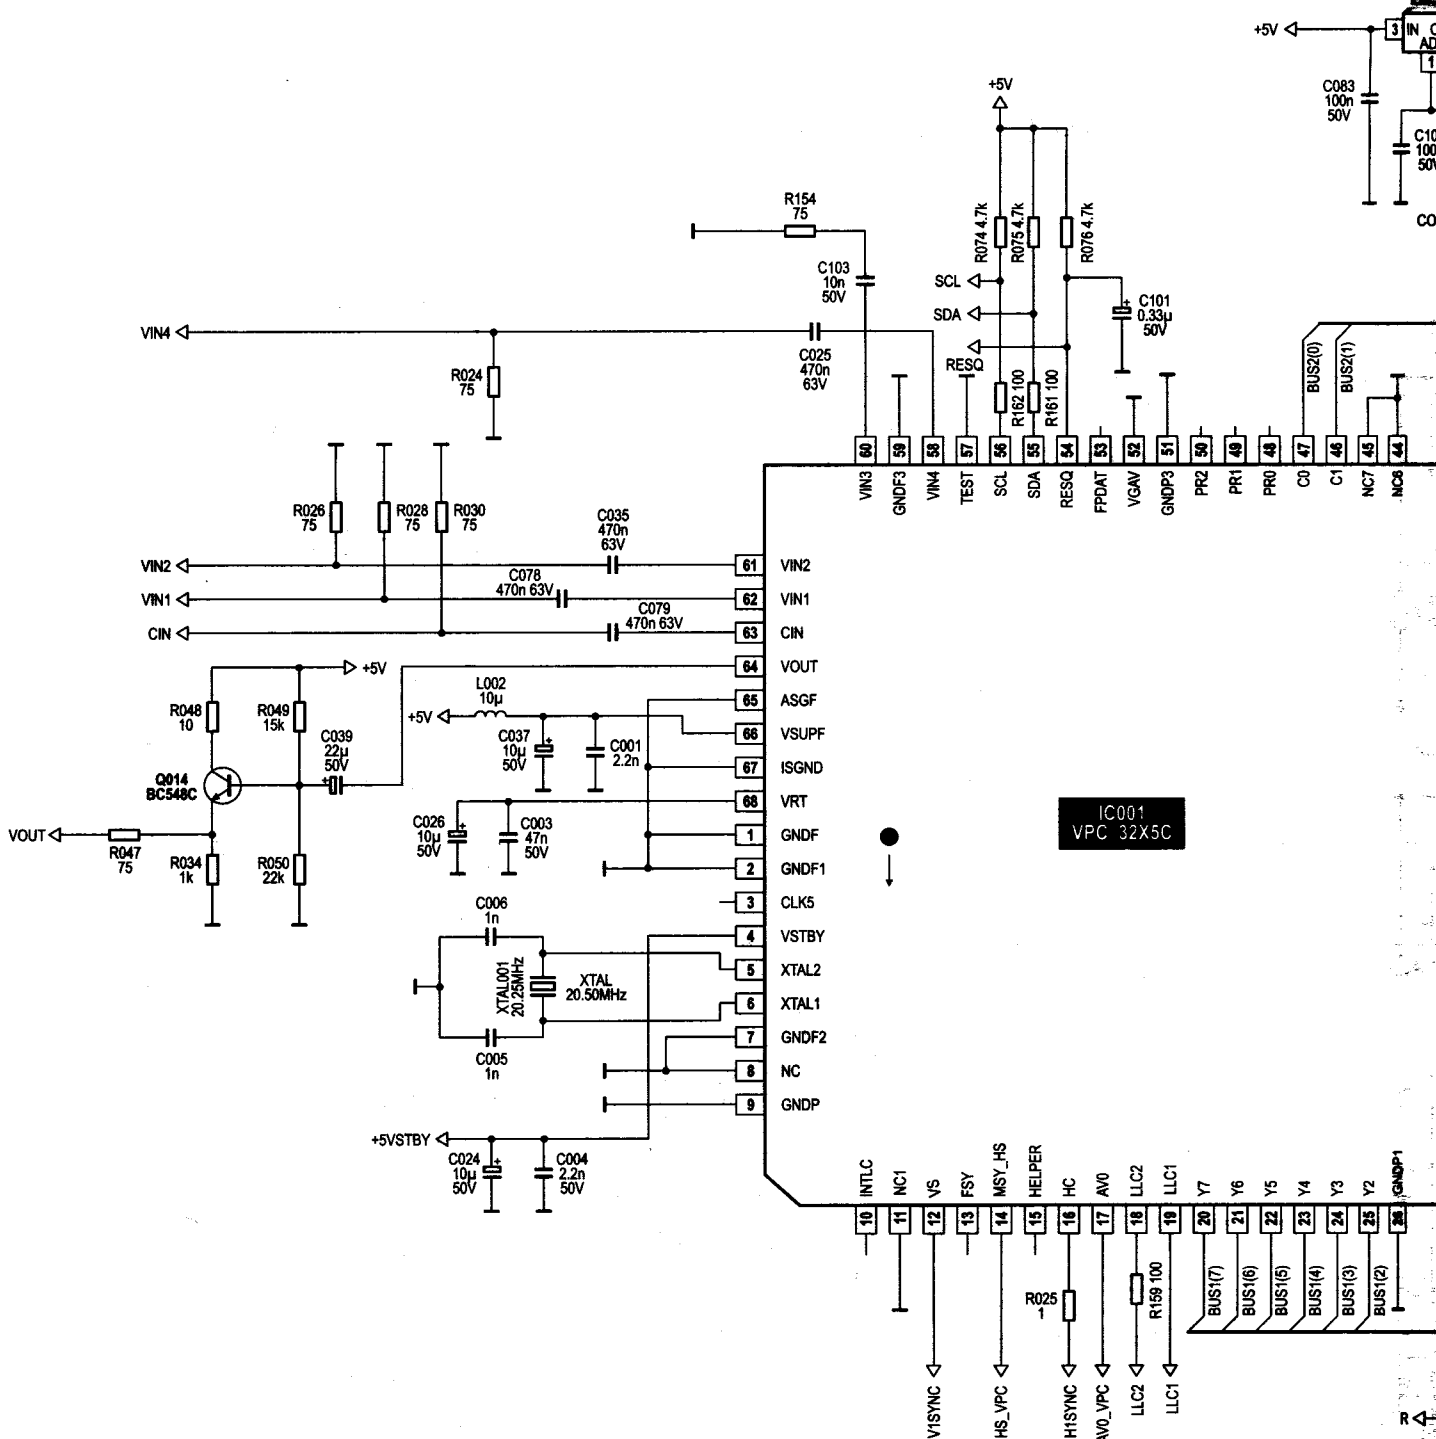 +5V
3
IN
1
C083
100n
50V
+5V
R154
75
C103
10n
50V
R074 4.7k
R075 4.7k
R076 4.7k
SCL
SDA
RESQ
C101
0.33µ
50V
VIN4
R024
75
C025
470n
63V
R162 100
R161 100
BUS2(0)
BUS2(1)
60
59
58
57
56
55
54
53
52
51
50
49
48
47
46
45
44
VIN3
GNDF3
VIN4
TEST
SCL
SDA
RESQ
FPDAT
VGAV
GNDP3
PR2
PR1
PR0
C0
C1
NC7
NC6
R026
75
R028
75
R030
75
C035
470n
63V
VIN2
61
VIN2
C078
470n 63V
VIN1
62
VIN1
C079
470n 63V
CIN
63
CIN
64
VOUT
+5V
R048
10
R049
15k
C039
22µ
50V
Q014
BC548C
VOUT
R047
75
R034
1k
R050
22k
L002
10µ
+5V
C037
10µ
50V
C001
2.2n
65
ASGF
66
VSUPF
67
ISGND
68
VRT
C026
10µ
50V
C003
47n
50V
1
GNDF
2
GNDF1
3
CLK5
4
VSTBY
5
XTAL2
6
XTAL1
7
GNDF2
8
NC
9
GNDP
C006
1n
XTAL001
20.25MHz
XTAL
20.50MHz
C005
1n
IC001
VPC 32X5C
+5VSTBY
C024
10µ
50V
C004
2.2n
50V
INTLC
NC1
VS
FSY
MSY_HS
HELPER
HC
AV0
LLC2
LLC1
Y7
Y6
Y5
Y4
Y3
Y2
GNDP1
10
11
12
13
14
15
16
17
18
19
20
21
22
23
24
25
26
R025
1
R159 100
BUS1(7)
BUS1(6)
BUS1(5)
BUS1(4)
BUS1(3)
BUS1(2)
V1SYNC
HS_VPC
H1SYNC
AV0_VPC
LLC2
LLC1
R